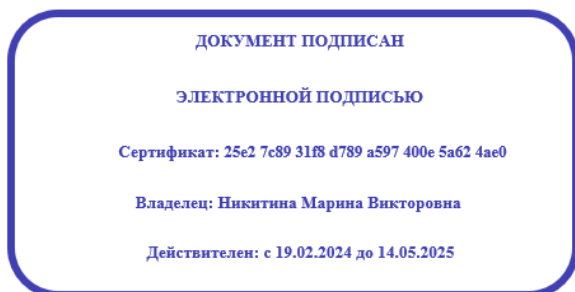 ДОКУМЕНТ ПОДПИСАН
ЭЛЕКТРОННОЙ ПОДПИСЬЮ
Сертификат: 25e2 7c89 31f8 d789 a597 400e 5a62 4ae0
Владелец: Никитина Марина Викторовна
Действителен: с 19.02.2024 до 14.05.2025